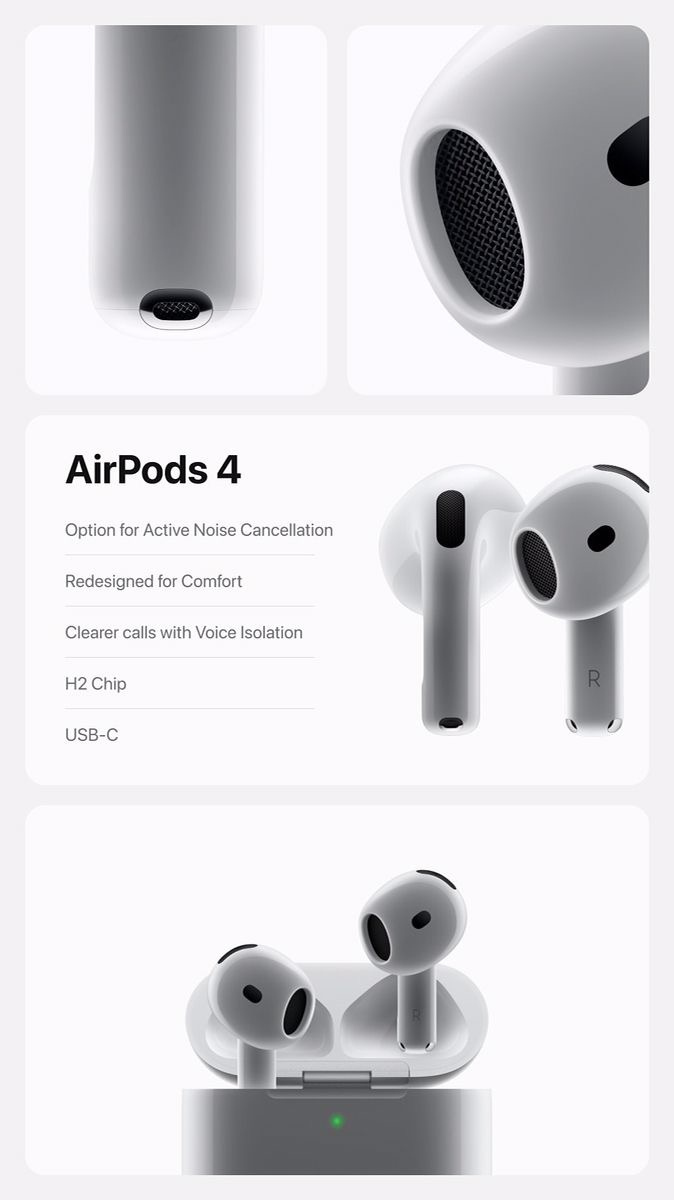 AirPods 4
Option for Active Noise Cancellation
Redesigned for Comfort
Clearer calls with Voice Isolation
H2 Chip
USB-C
R
R